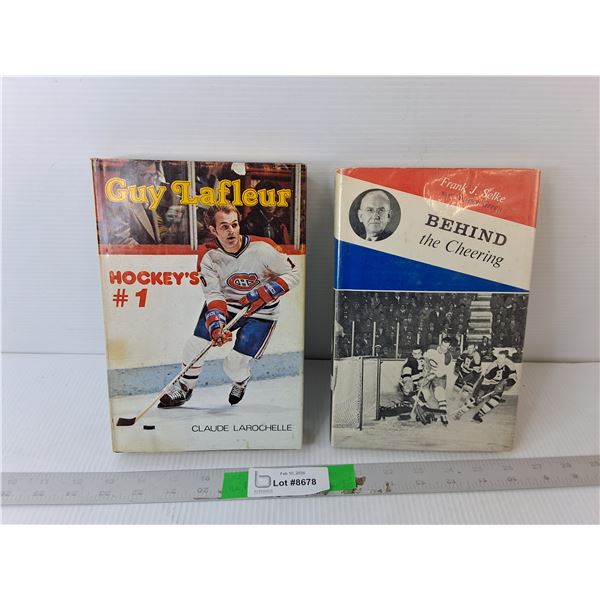 Guy Lafleur
HOCKEY'S
#1
CLAUDE LAROCHELLE
Frank J. Selke
BEHIND
the Cheering
Lot #8678